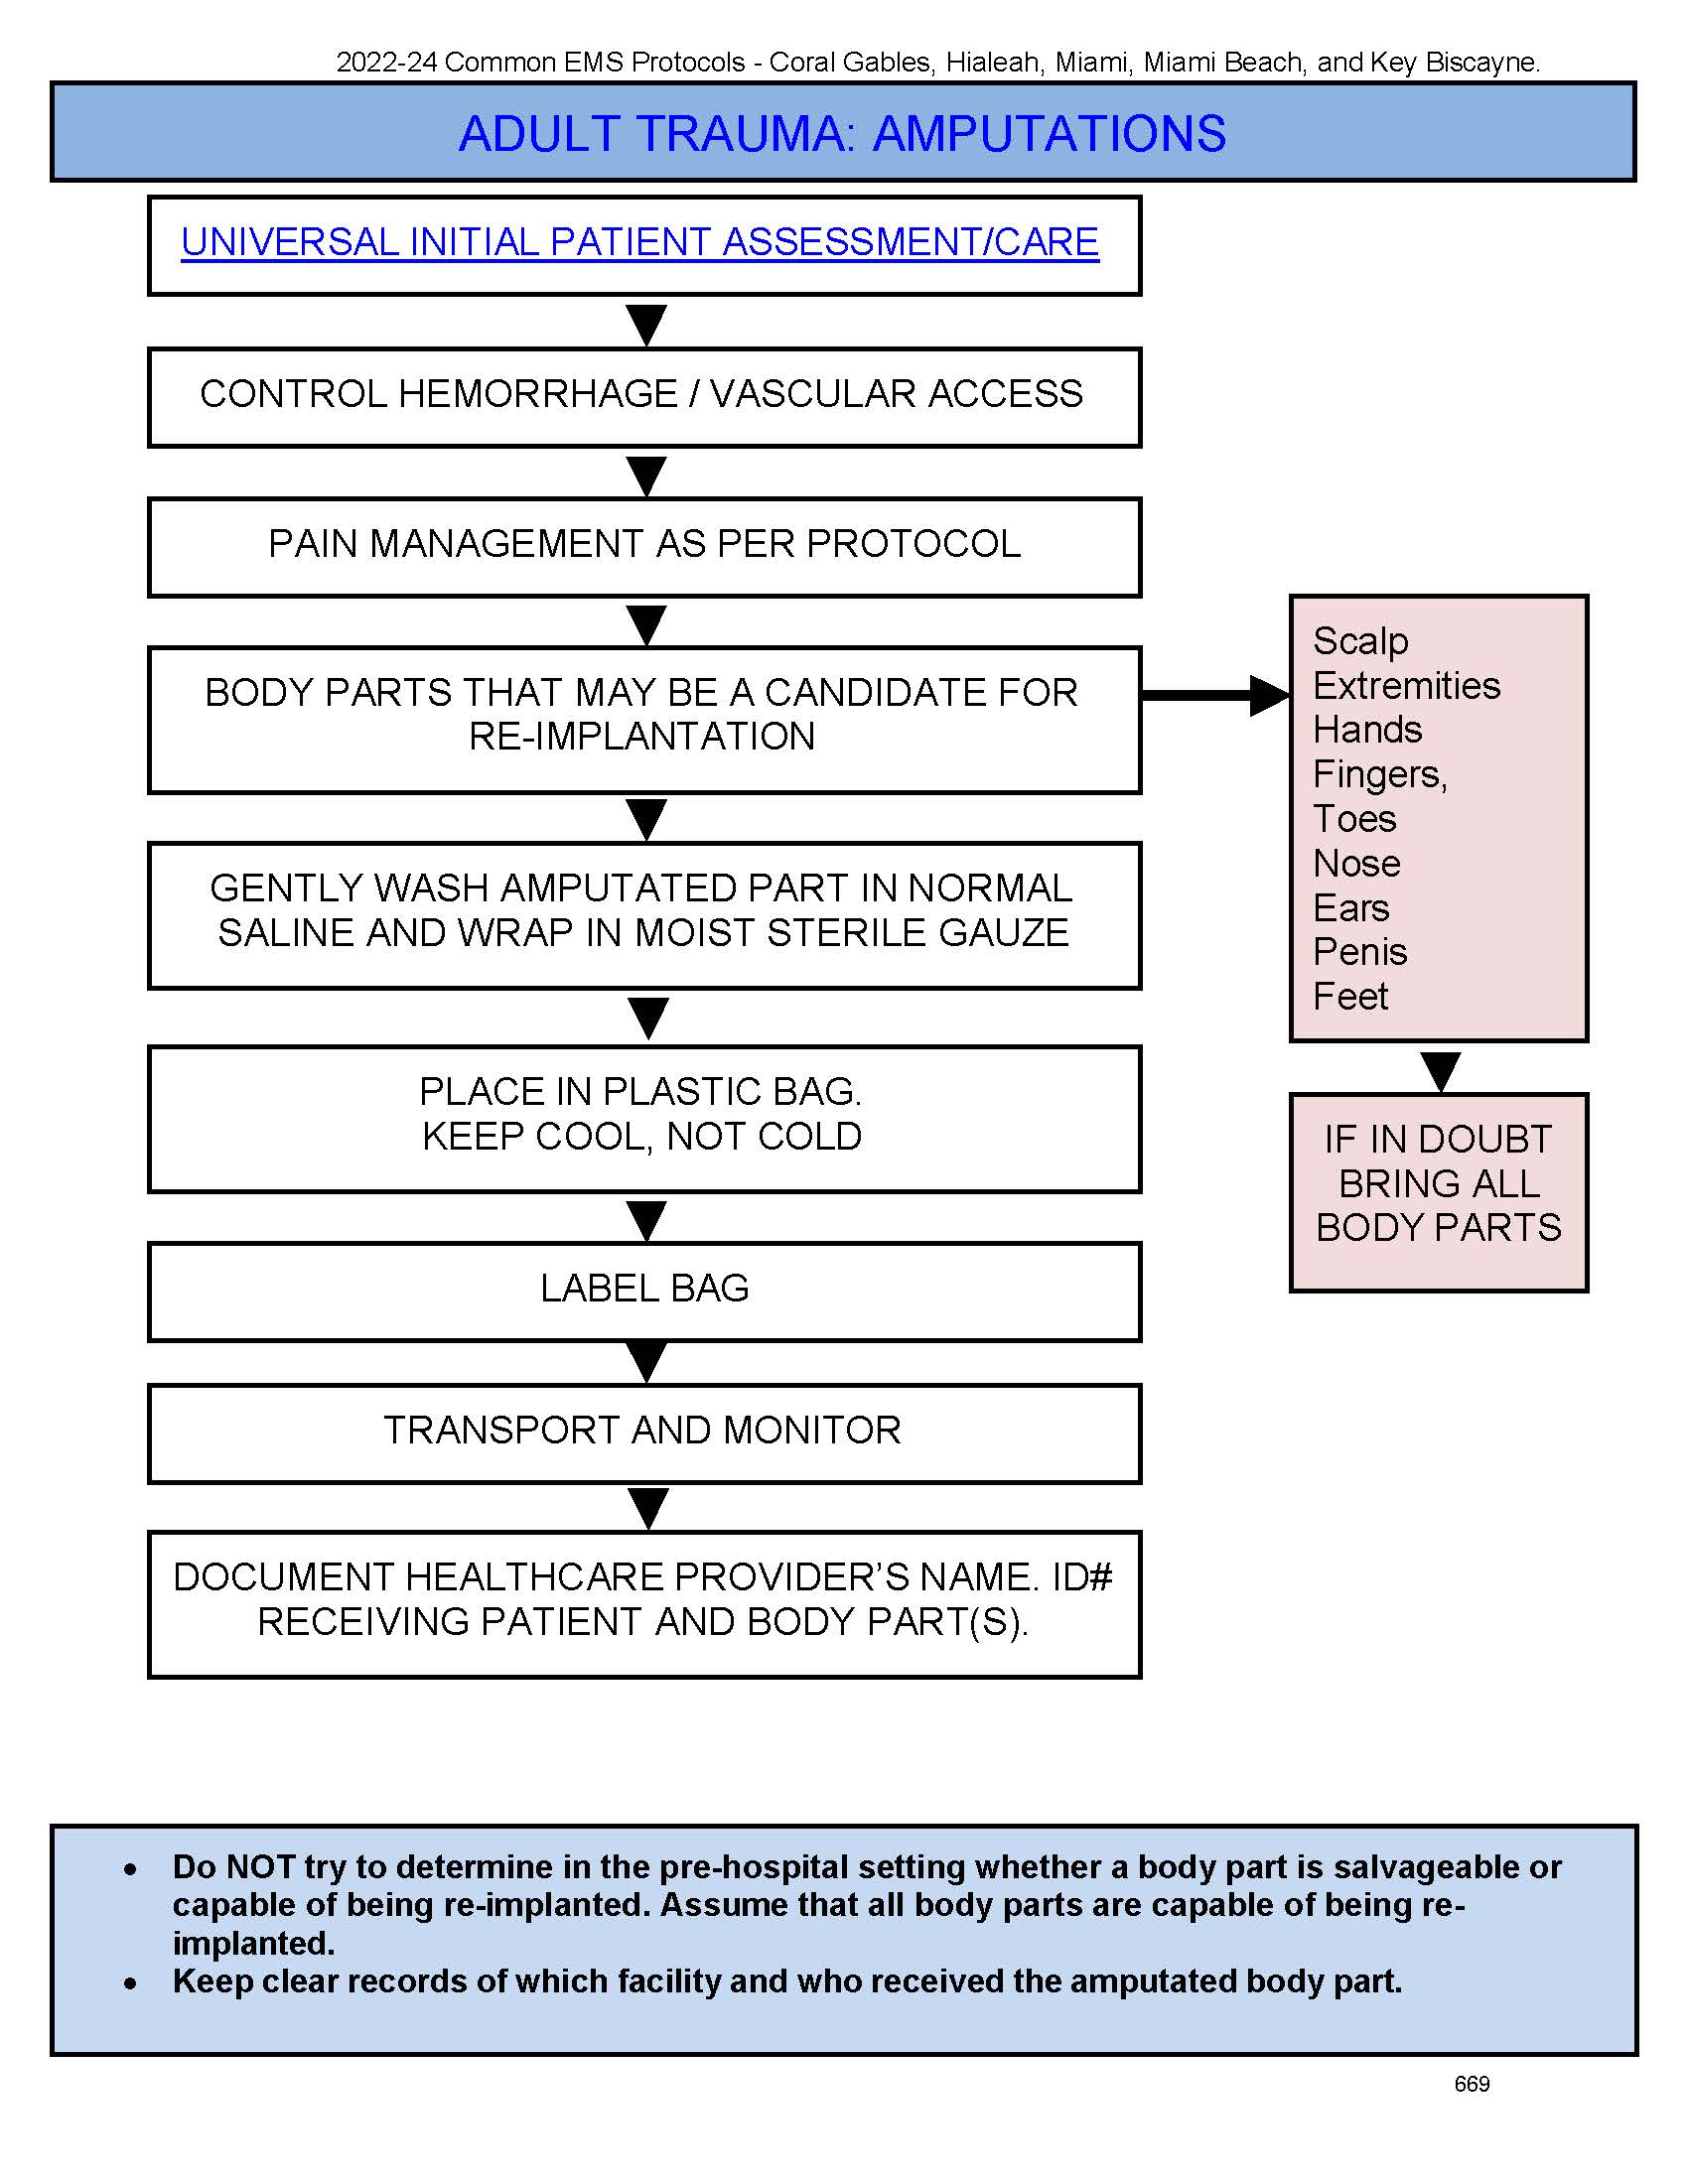 2022-24 Common EMS Protocols - Coral Gables, Hialeah, Miami, Miami Beach, and Key Biscayne.
ADULT TRAUMA: AMPUTATIONS
UNIVERSAL INITIAL PATIENT ASSESSMENT/CARE
CONTROL HEMORRHAGE / VASCULAR ACCESS
PAIN MANAGEMENT AS PER PROTOCOL
BODY PARTS THAT MAY BE A CANDIDATE FOR
RE-IMPLANTATION
Scalp
Extremities
Hands
Fingers,
Toes
Nose
Ears
Penis
Feet
IF IN DOUBT
BRING ALL
BODY PARTS
GENTLY WASH AMPUTATED PART IN NORMAL
SALINE AND WRAP IN MOIST STERILE GAUZE
PLACE IN PLASTIC BAG.
KEEP COOL, NOT COLD
LABEL BAG
TRANSPORT AND MONITOR
DOCUMENT HEALTHCARE PROVIDER’S NAME. ID#
RECEIVING PATIENT AND BODY PART(S).
• Do NOT try to determine in the pre-hospital setting whether a body part is salvageable or
capable of being re-implanted. Assume that all body parts are capable of being re-
implanted.
• Keep clear records of which facility and who received the amputated body part.
669